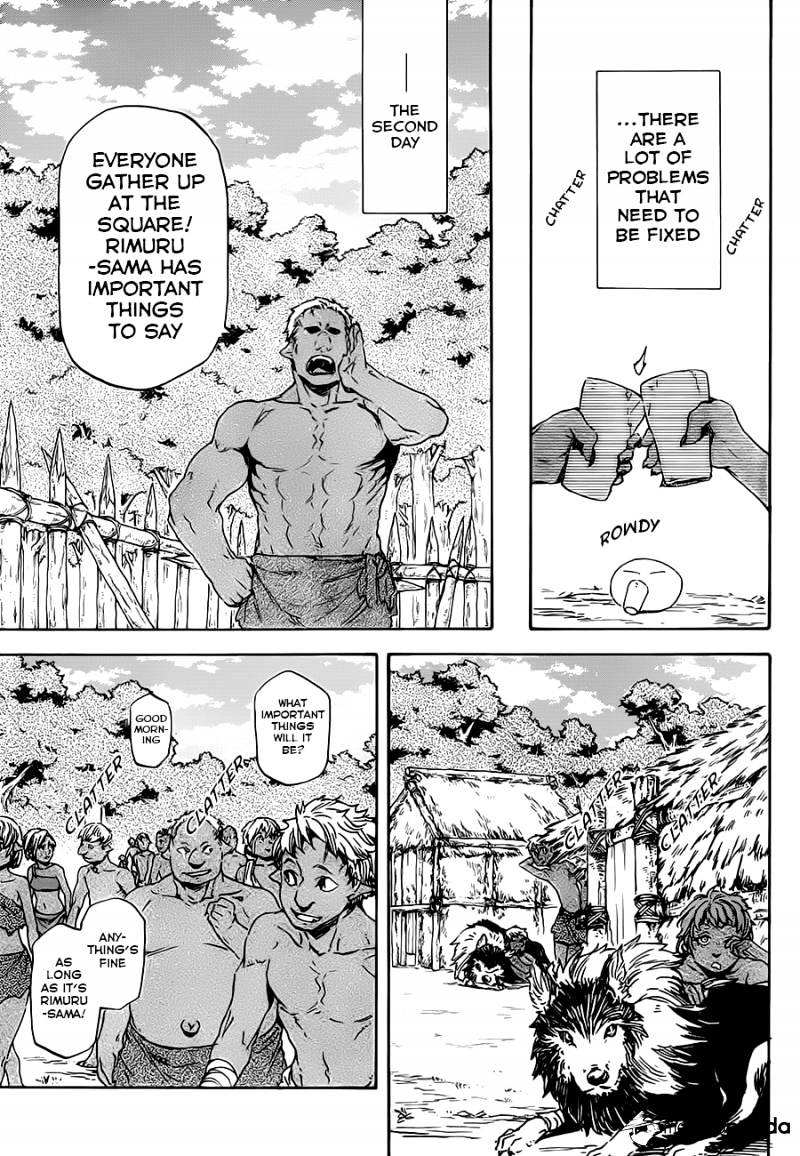 ...THERE
ARE A
LOT OF
PROBLEMS
THAT
NEED TO
BE FIXED
CHATTER
CHATTER
ROWDY
—
THE
SECOND
DAY
EVERYONE
GATHER UP
AT THE
SQUARE!
RIMURU
-SAMA HAS
IMPORTANT
THINGS
TO SAY
CLATTER
CLATTER
WHAT
IMPORTANT
THINGS
WILL IT
BE?
GOOD
MORN-
ING
CLATTER
CLATTER
ANY-
THING'S
FINE
AS
LONG
AS IT'S
RIMURU
-SAMA!